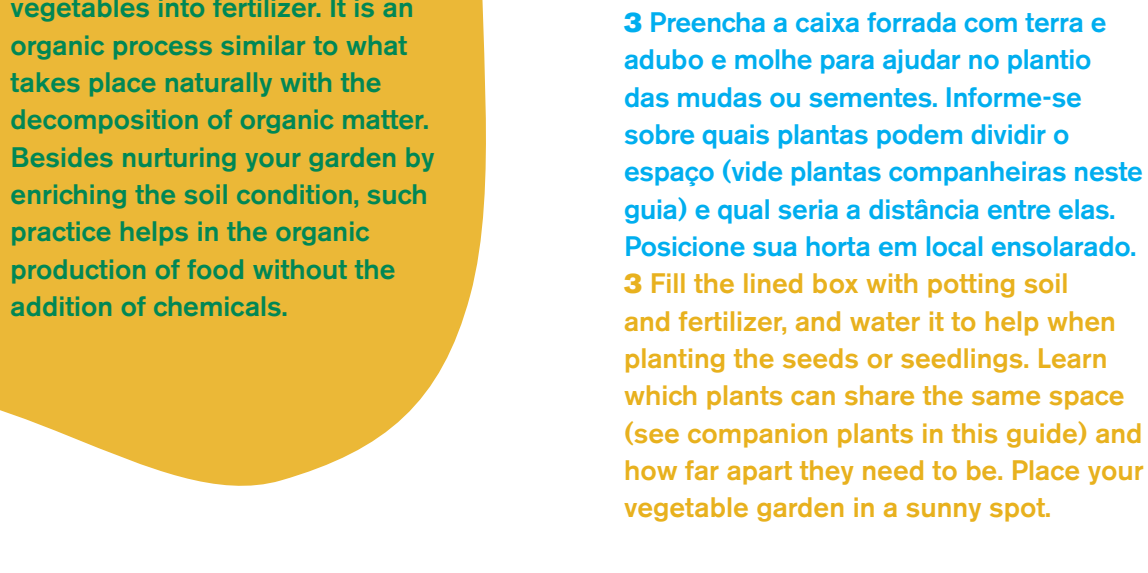 vegetables into fertilizer. It is an
organic process similar to what
takes place naturally with the
decomposition of organic matter.
Besides nurturing your garden by
enriching the soil condition, such
practice helps in the organic
production of food without the
addition of chemicals.
3 Preencha a caixa forrada com terra e
adubo e molhe para ajudar no plantio
das mudas ou sementes. Informe-se
sobre quais plantas podem dividir o
espaço (vide plantas companheiras neste
guia) e qual seria a distância entre elas.
Posicione sua horta em local ensolarado.
3 Fill the lined box with potting soil
and fertilizer, and water it to help when
planting the seeds or seedlings. Learn
which plants can share the same space
(see companion plants in this guide) and
how far apart they need to be. Place your
vegetable garden in a sunny spot.